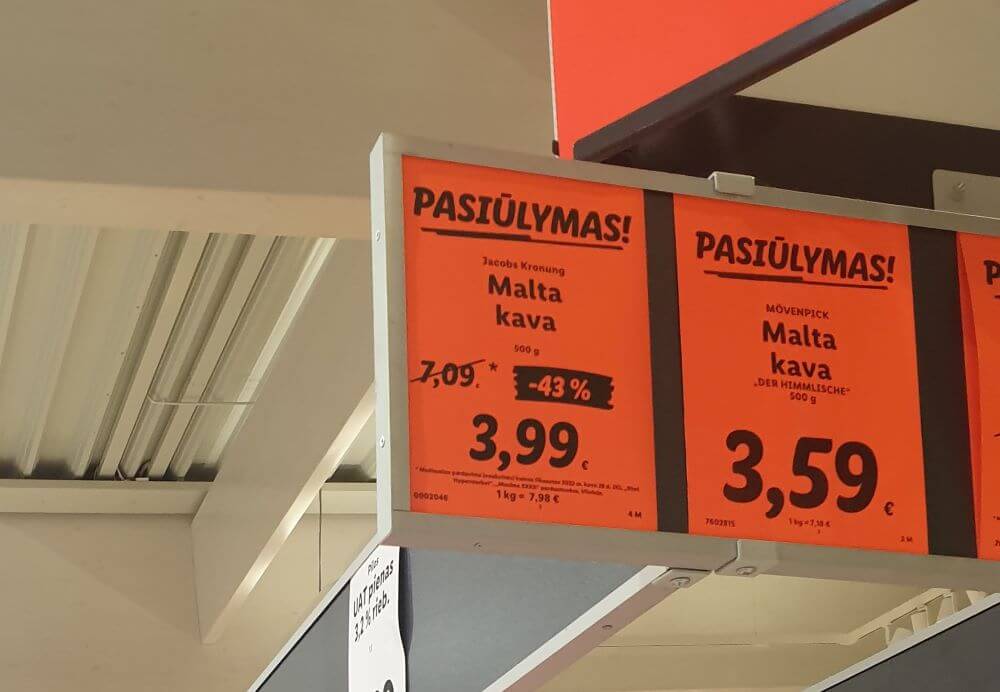 PASIŪLYMAS!
Jacobs Kronung
Malta
kava
500 g
7,09 *
-43 %
3,99 €
1 kg = 7,98 €
0002046
4 M
PASIŪLYMAS!
MÖVENPICK
Malta
kava
„DER HIMMLISCHE“
500 g
3,59 €
1 kg = 7,18 €
7602815
2 M
P
Pilos
UAT pienas
3,2 % rieb.